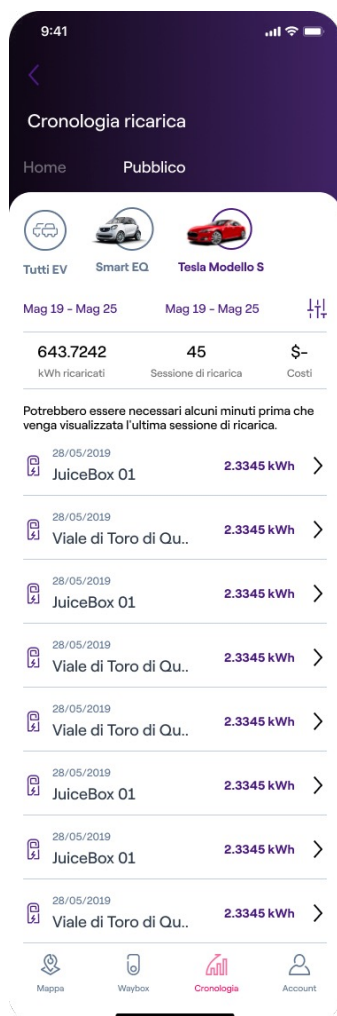 9:41
Cronologia ricarica
Home Pubblico
Tutti EV Smart EQ Tesla Modello S
Mag 19 - Mag 25 Mag 19 - Mag 25
643.7242 45 $-
kWh ricaricati Sessione di ricarica Costi
Potrebbero essere necessari alcuni minuti prima che
venga visualizzata l'ultima sessione di ricarica.
28/05/2019
JuiceBox 01 2.3345 kWh
28/05/2019
Viale di Toro di Qu.. 2.3345 kWh
28/05/2019
JuiceBox 01 2.3345 kWh
28/05/2019
Viale di Toro di Qu.. 2.3345 kWh
28/05/2019
Viale di Toro di Qu.. 2.3345 kWh
28/05/2019
JuiceBox 01 2.3345 kWh
28/05/2019
JuiceBox 01 2.3345 kWh
28/05/2019
Viale di Toro di Qu.. 2.3345 kWh
Mappa Waybox Cronologia Account